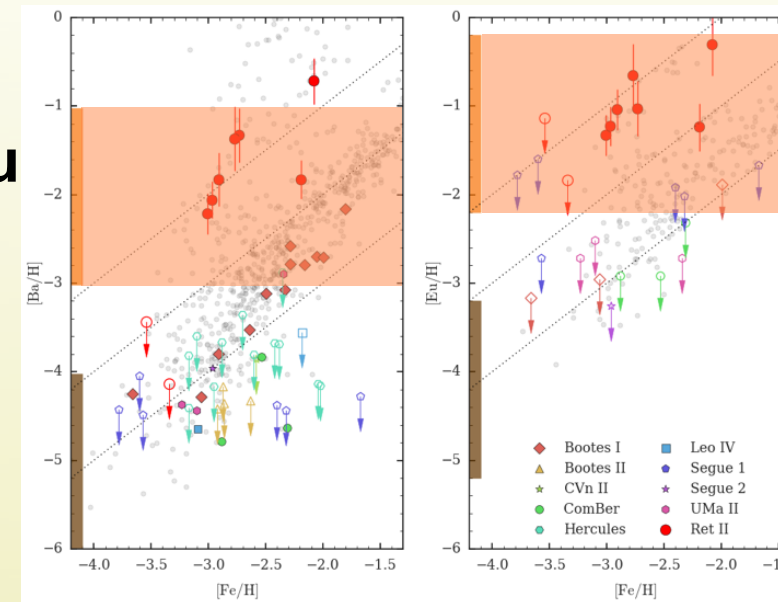 u
[Ba/H]
0
−1
−2
−3
−4
−5
−6
−4.0 −3.5 −3.0 −2.5 −2.0 −1.5
[Fe/H]
[Eu/H]
0
−1
−2
−3
−4
−5
−6
−4.0 −3.5 −3.0 −2.5 −2.0
[Fe/H]
Bootes I
Bootes II
CVn II
ComBer
Hercules
Leo IV
Segue 1
Segue 2
UMa II
Ret II